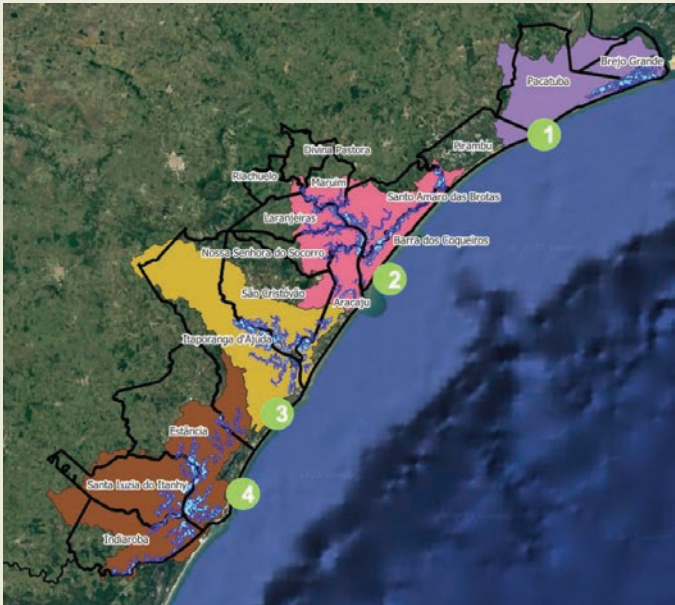 Brejo Grande
Pacatuba
1
Pirambu
Divina Pastora
Riachuelo
Maruim
Santo Amaro das Brotas
Laranjeiras
Barra dos Coqueiros
Nossa Senhora do Socorro
2
São Cristóvão
Aracaju
Itaporanga d'Ajuda
3
Estância
Santa Luzia do Itanhy
4
Indiaroba